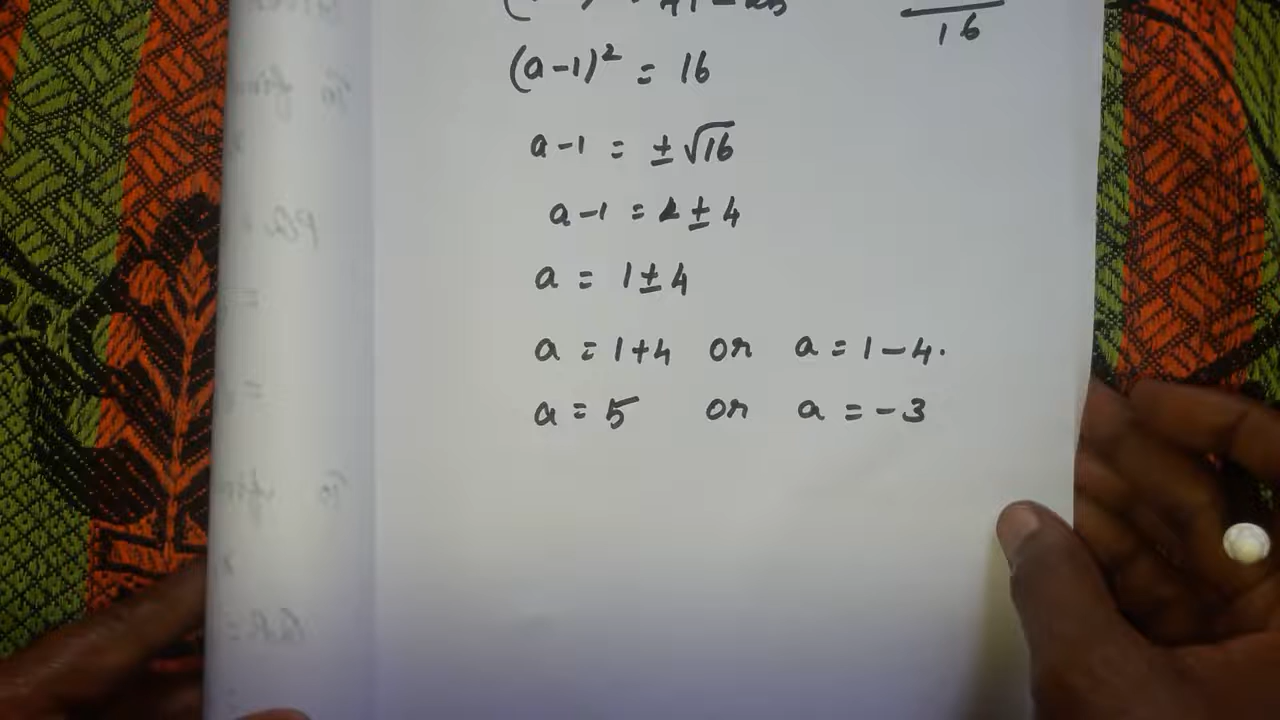 16
(a-1)² = 16
a-1 = ±√16
a-1 = ± 4
a = 1±4
a = 1+4 or a = 1-4.
a = 5 or a = -3